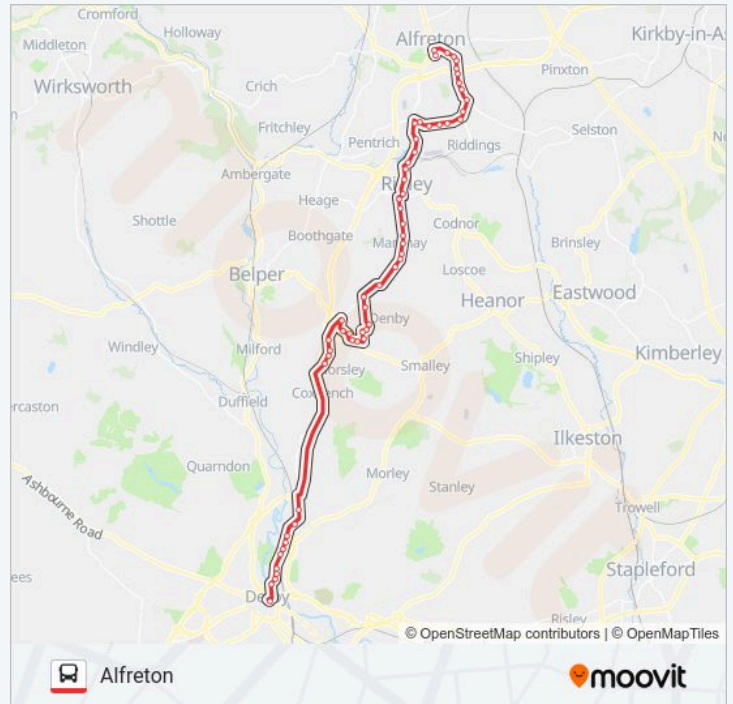 Cromford
Holloway
Alfreton
Kirkby-in-As
Middleton
Pinxton
Wirksworth
Crich
Fritchley
Selston
Pentrich
Riddings
Ambergate
Ripley
Heage
Shottle
Codnor
Boothgate
Marehay
Brinsley
Belper
Loscoe
Eastwood
Heanor
Denby
Milford
Windley
Shipley
Kimberley
Horsley
Smalley
Coxbench
ercaston
Duffield
Ilkeston
Quarndon
Morley
Stanley
Ashbourne Road
Trowell
Stapleford
ees
Derby
Risley
© OpenStreetMap contributors | © OpenMapTiles
Alfreton
moovit